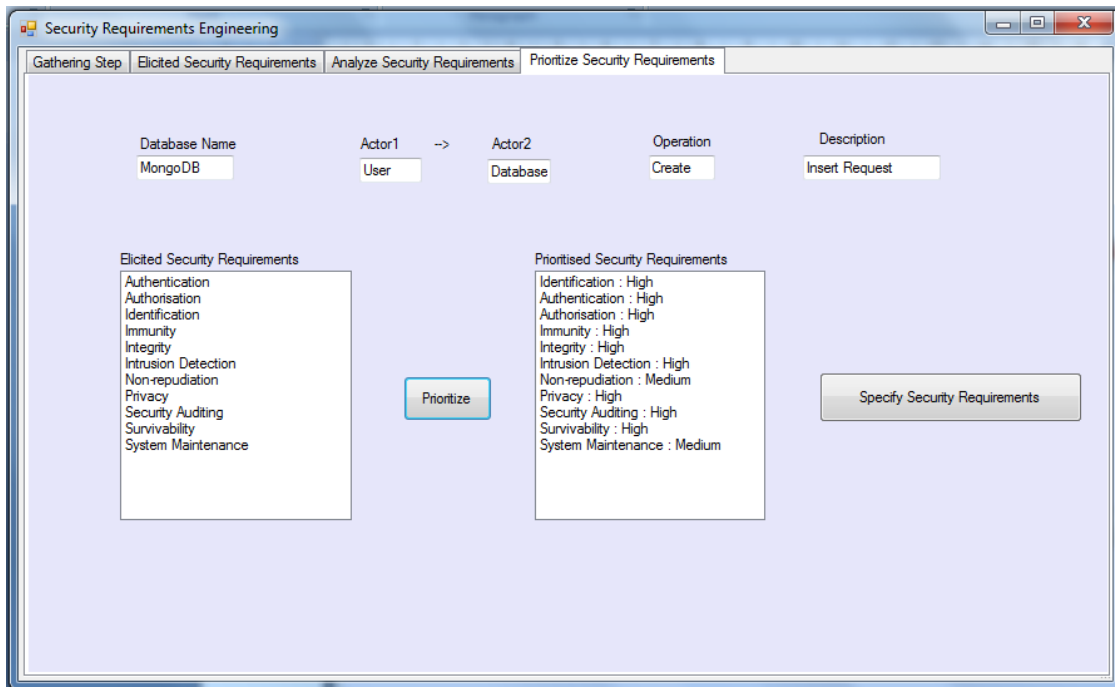 Security Requirements Engineering
Gathering Step Elicited Security Requirements Analyze Security Requirements Prioritize Security Requirements
Database Name Actor1 --> Actor2 Operation Description
MongoDB User Database Create Insert Request
Elicited Security Requirements
Authentication
Authorisation
Identification
Immunity
Integrity
Intrusion Detection
Non-repudiation
Privacy
Security Auditing
Survivability
System Maintenance
Prioritize
Prioritised Security Requirements
Identification : High
Authentication : High
Authorisation : High
Immunity : High
Integrity : High
Intrusion Detection : High
Non-repudiation : Medium
Privacy : High
Security Auditing : High
Survivability : High
System Maintenance : Medium
Specify Security Requirements